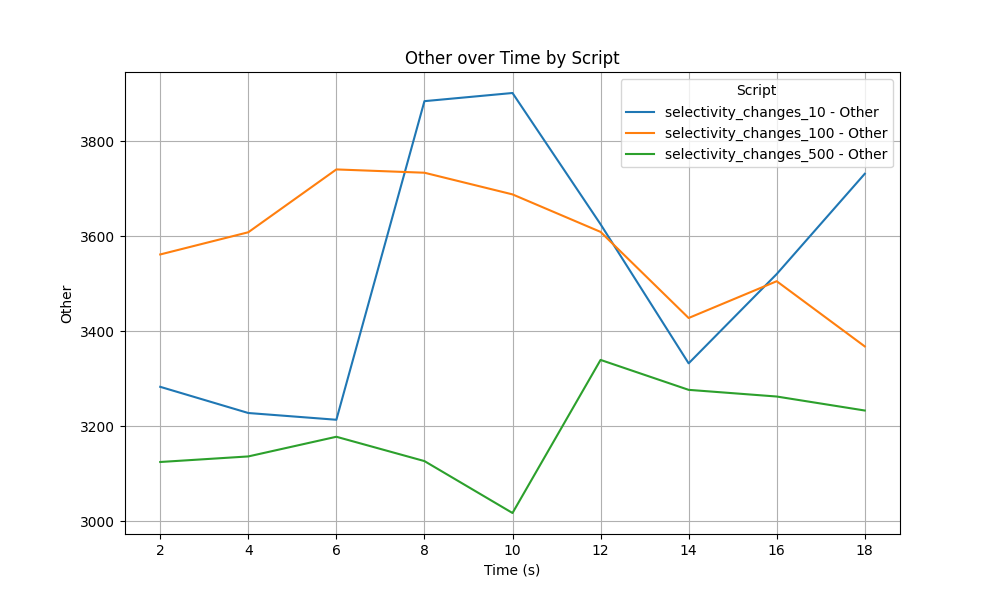 Other over Time by Script
Script
selectivity_changes_10 - Other
selectivity_changes_100 - Other
selectivity_changes_500 - Other
Other
3800
3600
3400
3200
3000
2 4 6 8 10 12 14 16 18
Time (s)